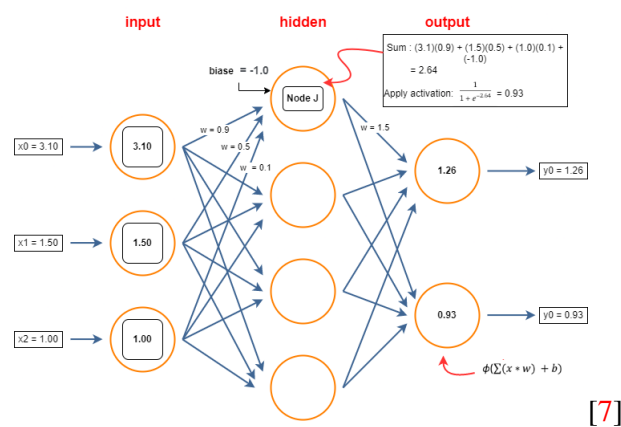 input hidden output
Sum : (3.1)(0.9) + (1.5)(0.5) + (1.0)(0.1) +
(-1.0)
= 2.64
Apply activation: 1 / 1 + e^{-2.64} = 0.93
biase = -1.0
Node J
w = 0.9
w = 1.5
x0 = 3.10
3.10
w = 0.5
w = 0.1
1.26
y0 = 1.26
x1 = 1.50
1.50
x2 = 1.00
1.00
0.93
y0 = 0.93
ϕ(∑(x * w) + b)
[7]